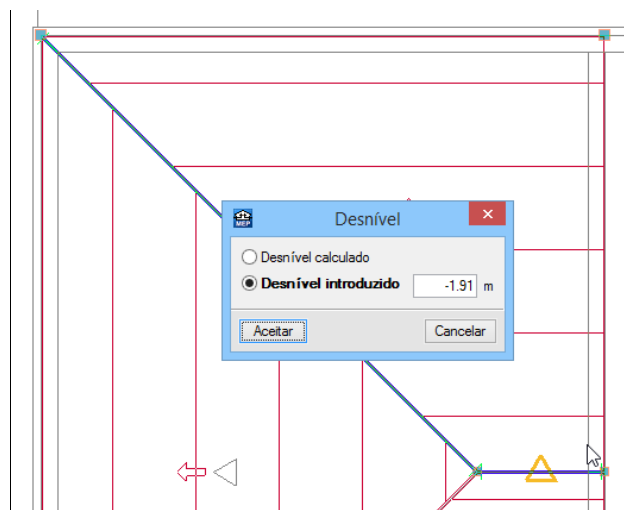 MEP
Desnível
Desnível calculado
Desnível introduzido -1.91 m
Aceitar Cancelar